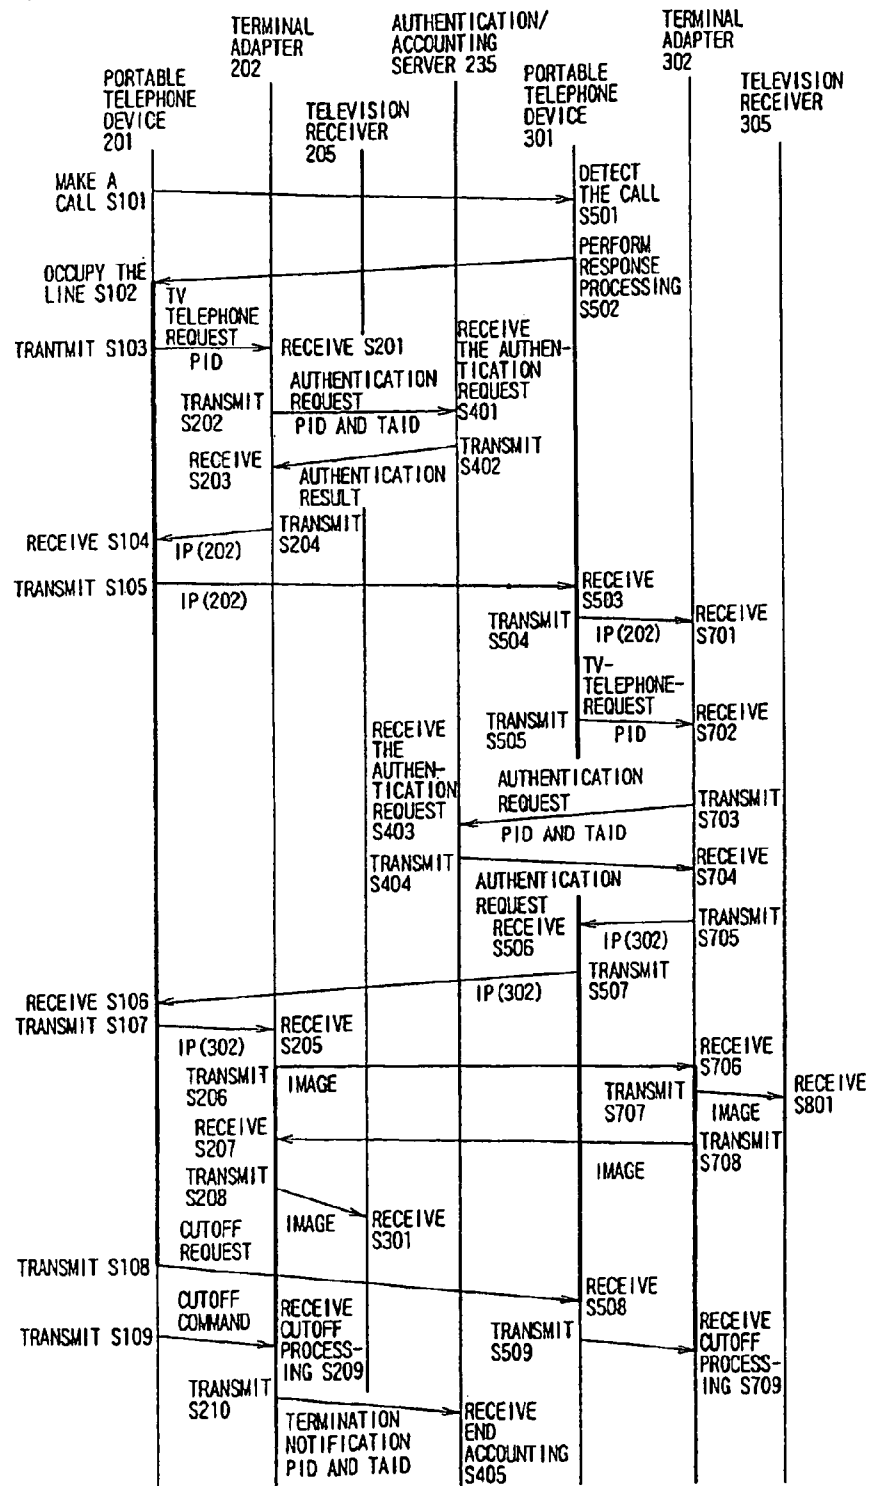 PORTABLE
TELEPHONE
DEVICE
201
TERMINAL
ADAPTER
202
TELEVISION
RECEIVER
205
AUTHENTICATION/
ACCOUNTING
SERVER 235
PORTABLE
TELEPHONE
DEVICE
301
TERMINAL
ADAPTER
302
TELEVISION
RECEIVER
305
MAKE A
CALL S101
DETECT
THE CALL
S501
OCCUPY THE
LINE S102
PERFORM
RESPONSE
PROCESSING
S502
TV
TELEPHONE
REQUEST
TRANTMIT S103
PID
RECEIVE S201
RECEIVE
THE AUTHEN-
TICATION
REQUEST
S401
TRANSMIT
S202
AUTHENTICATION
REQUEST
PID AND TAID
RECEIVE
S203
AUTHENTICATION
RESULT
TRANSMIT
S402
RECEIVE S104
IP(202)
TRANSMIT
S204
TRANSMIT S105
IP(202)
RECEIVE
S503
TRANSMIT
S504
IP(202)
RECEIVE
S701
TV-
TELEPHONE-
REQUEST
TRANSMIT
S505
PID
RECEIVE
S702
RECEIVE
THE
AUTHEN-
TICATION
REQUEST
S403
AUTHENTICATION
REQUEST
PID AND TAID
TRANSMIT
S703
TRANSMIT
S404
AUTHENTICATION
REQUEST
RECEIVE
S704
RECEIVE
S506
IP(302)
TRANSMIT
S705
RECEIVE S106
IP(302)
TRANSMIT
S507
TRANSMIT S107
IP(302)
RECEIVE
S205
TRANSMIT
S206
IMAGE
RECEIVE
S706
TRANSMIT
S707
IMAGE
RECEIVE
S801
RECEIVE
S207
IMAGE
TRANSMIT
S708
TRANSMIT
S208
IMAGE
RECEIVE
S301
CUTOFF
REQUEST
TRANSMIT S108
RECEIVE
S508
CUTOFF
COMMAND
TRANSMIT S109
RECEIVE
CUTOFF
PROCESS-
ING S209
TRANSMIT
S509
RECEIVE
CUTOFF
PROCESS-
ING S709
TRANSMIT
S210
TERMINATION
NOTIFICATION
PID AND TAID
RECEIVE
END
ACCOUNTING
S405